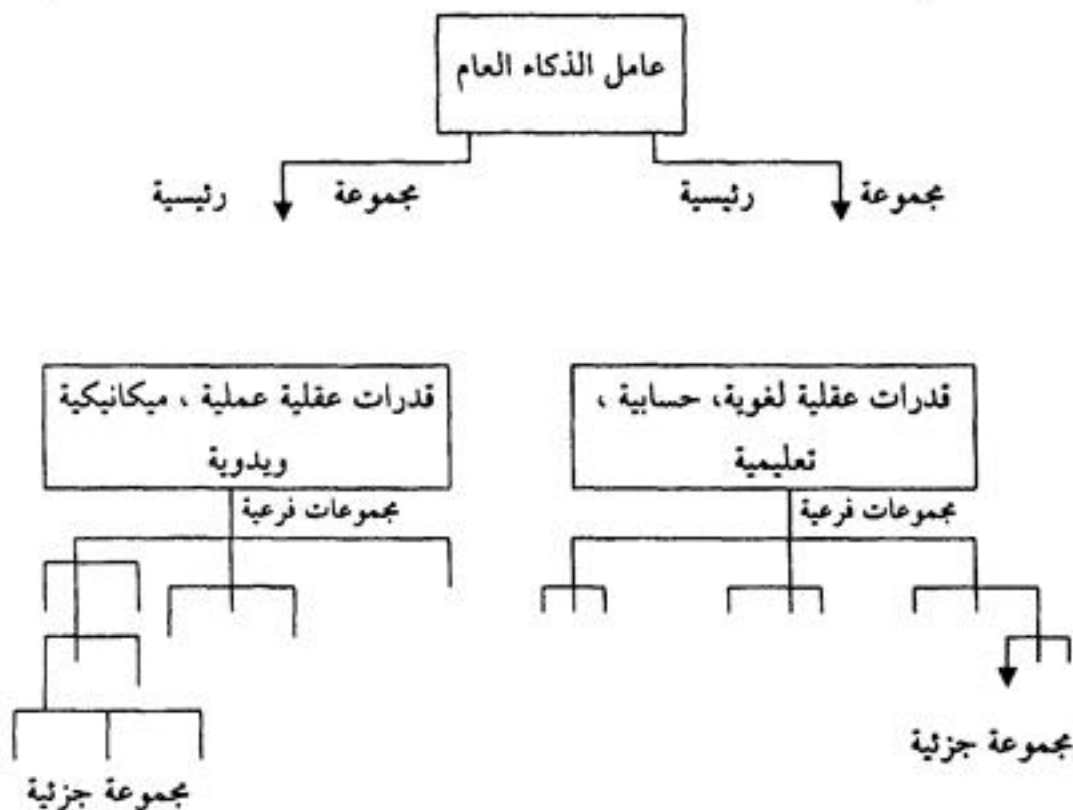 عامل الذكاء العام
مجموعة رئيسية
مجموعة رئيسية
قدرات عقلية لغوية، حسابية ،
تعليمية
قدرات عقلية عملية ، ميكانيكية
ويدوية
مجموعات فرعية
مجموعات فرعية
مجموعة جزئية
مجموعة جزئية